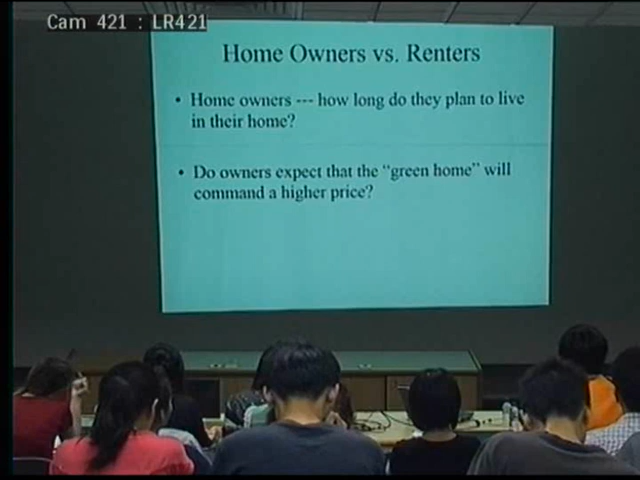 Cam 421 : LR421
Home Owners vs. Renters
• Home owners --- how long do they plan to live
in their home?
• Do owners expect that the “green home” will
command a higher price?